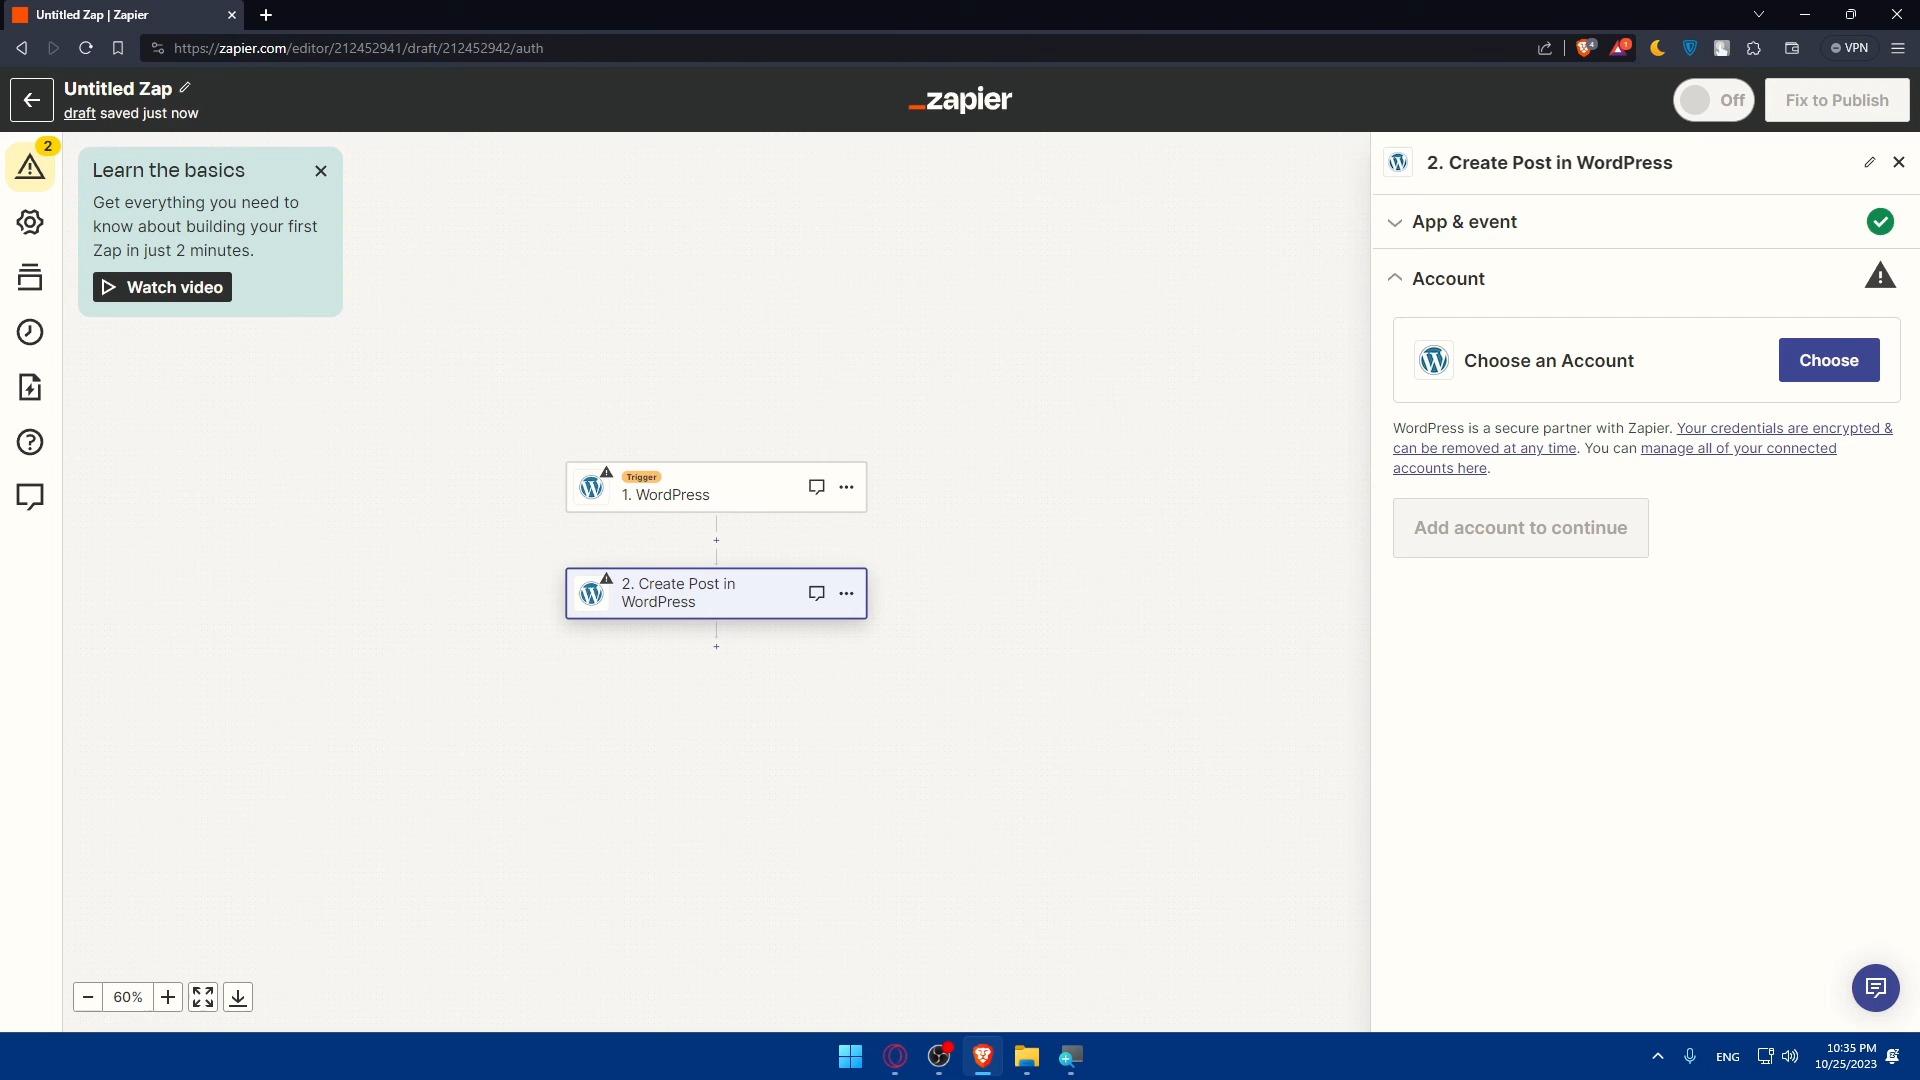 Untitled Zap | Zapier
https://zapier.com/editor/212452941/draft/212452942/auth
4
1
VPN
Untitled Zap
draft saved just now
zapier
Off
Fix to Publish
2
Learn the basics
Get everything you need to
know about building your first
Zap in just 2 minutes.
Watch video
Trigger
1. WordPress
2. Create Post in
WordPress
2. Create Post in WordPress
App & event
Account
Choose an Account
Choose
WordPress is a secure partner with Zapier. Your credentials are encrypted &
can be removed at any time. You can manage all of your connected
accounts here.
Add account to continue
60%
ENG
10:35 PM
10/25/2023